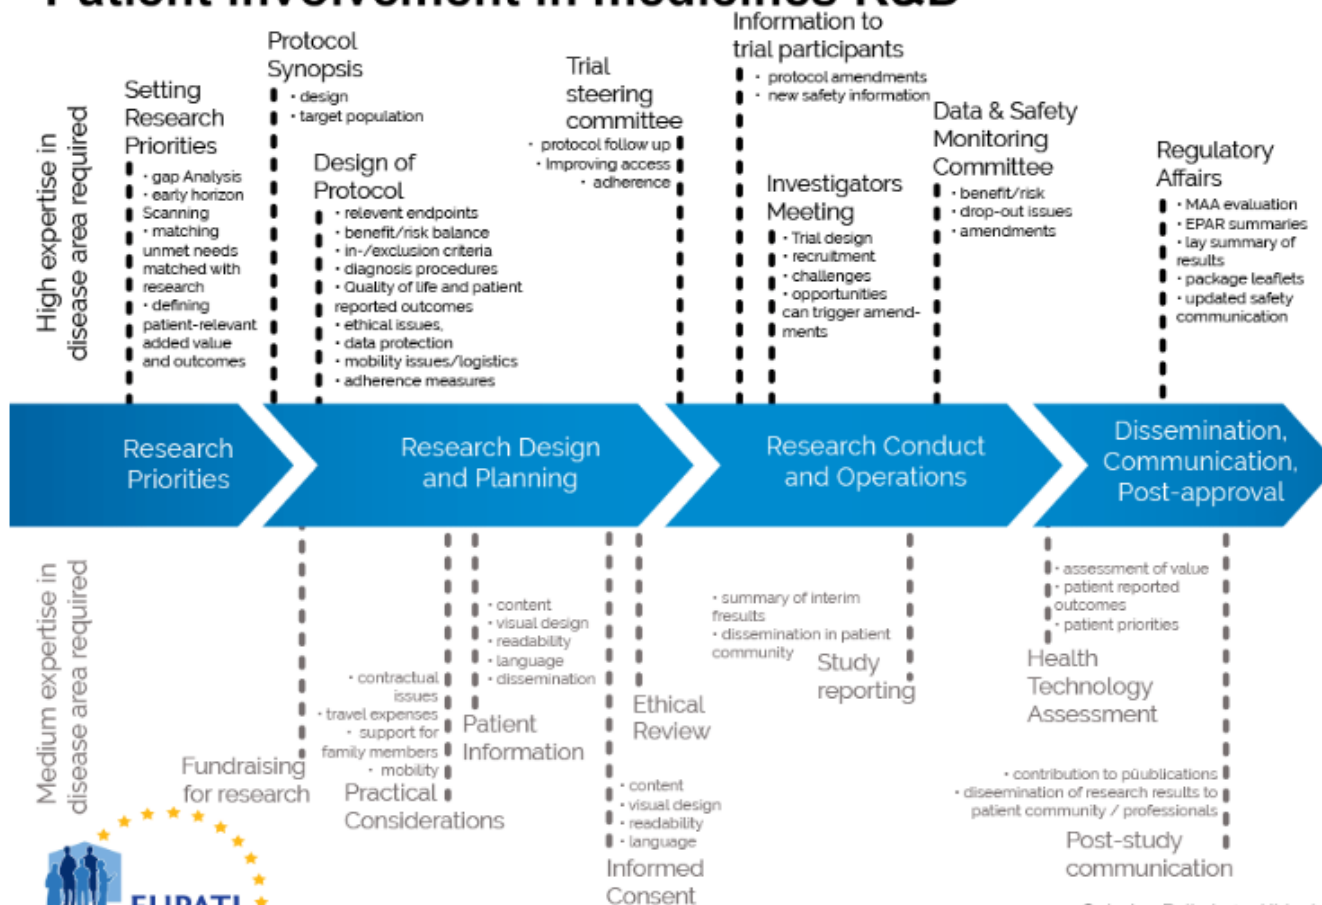 Patient involvement in medicines R&D
High expertise in
disease area required
Setting
Research
Priorities
• gap Analysis
• early horizon
Scanning
• matching
unmet needs
matched with
research
• defining
patient-relevant
added value
and outcomes
Protocol
Synopsis
• design
• target population
Design of
Protocol
• relevent endpoints
• benefit/risk balance
• in-/exclusion criteria
• diagnosis procedures
• Quality of life and patient
reported outcomes
• ethical issues,
• data protection
• mobility issues/logistics
• adherence measures
Trial
steering
committee
• protocol follow up
• Improving access
• adherence
Information to
trial participants
• protocol amendments
• new safety information
Investigators
Meeting
• Trial design
• recruitment
• challenges
• opportunities
can trigger amend-
ments
Data & Safety
Monitoring
Committee
• benefit/risk
• drop-out issues
• amendments
Regulatory
Affairs
• MAA evaluation
• EPAR summaries
• lay summary of
results
• package leaflets
• updated safety
communication
Research
Priorities
Research Design
and Planning
Research Conduct
and Operations
Dissemination,
Communication,
Post-approval
Medium expertise in
disease area required
Fundraising
for research
• contractual
issues
• travel expenses
• support for
family members
• mobility
Practical
Considerations
• content
• visual design
• readability
• language
• dissemination
Patient
Information
Ethical
Review
• content
• visual design
• readability
• language
Informed
Consent
• summary of interim
fresults
• dissemination in patient
community
Study
reporting
• assessment of value
• patient reported
outcomes
• patient priorities
Health
Technology
Assessment
• contribution to püublications
• diseemination of research results to
patient community / professionals
Post-study
communication
EUPATI